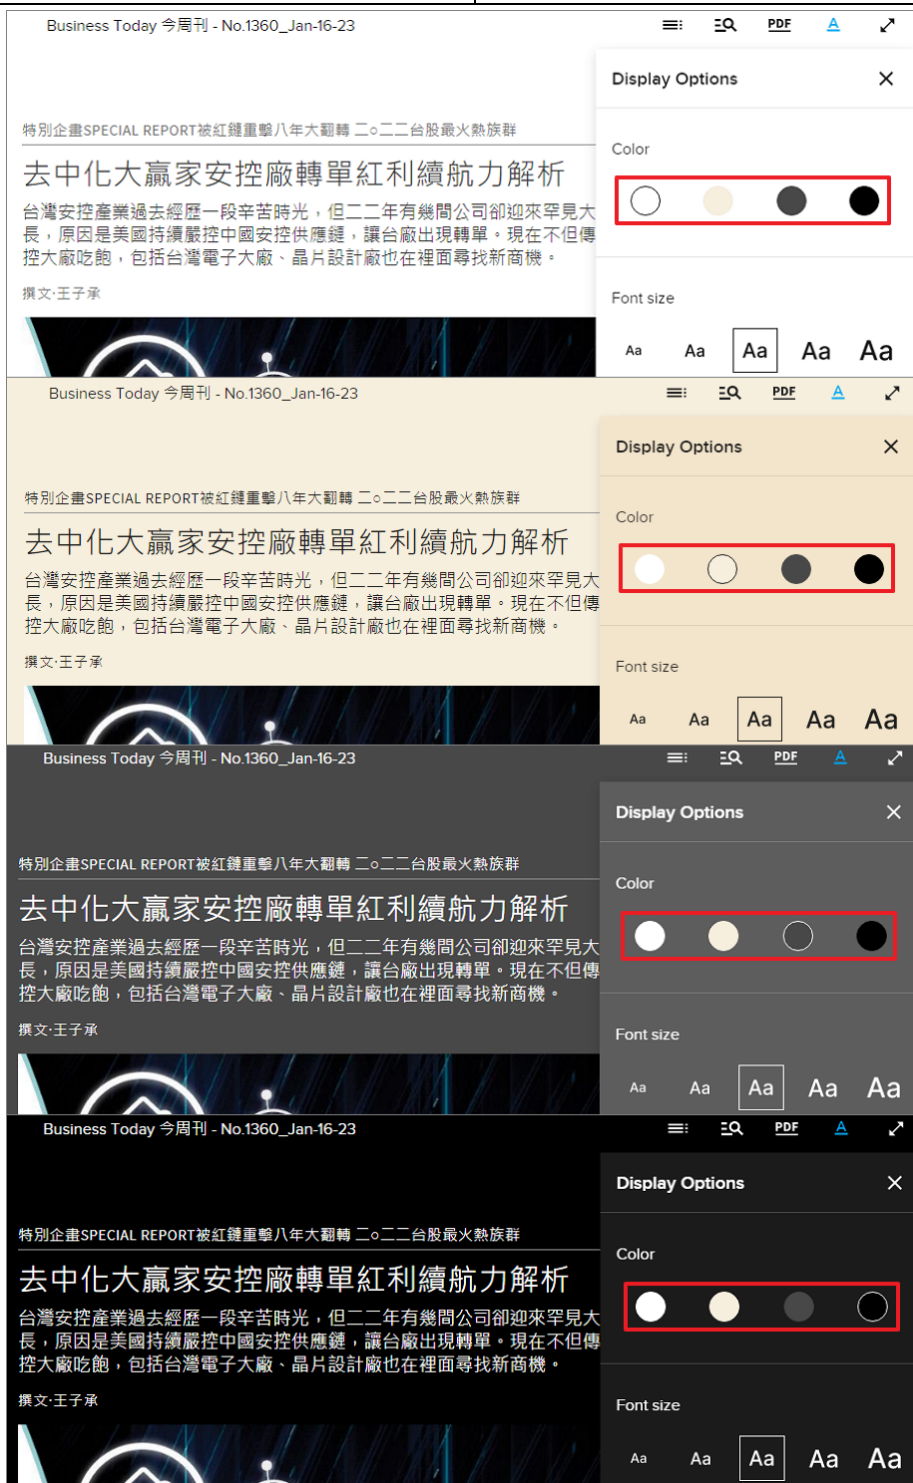 Business Today 今周刊 - No.1360_Jan-16-23
PDF A
Display Options
特別企畫SPECIAL REPORT被紅鏈重擊八年大翻轉 二○二二台股最火熱族群
Color
去中化大贏家安控廠轉單紅利續航力解析
台灣安控產業過去經歷一段辛苦時光，但二二年有幾間公司卻迎來罕見大
長，原因是美國持續嚴控中國安控供應鏈，讓台廠出現轉單。現在不但傳
控大廠吃飽，包括台灣電子大廠、晶片設計廠也在裡面尋找新商機。
撰文·王子承
Font size
Aa Aa Aa Aa Aa
Business Today 今周刊 - No.1360_Jan-16-23
PDF A
Display Options
特別企畫SPECIAL REPORT被紅鏈重擊八年大翻轉 二○二二台股最火熱族群
Color
去中化大贏家安控廠轉單紅利續航力解析
台灣安控產業過去經歷一段辛苦時光，但二二年有幾間公司卻迎來罕見大
長，原因是美國持續嚴控中國安控供應鏈，讓台廠出現轉單。現在不但傳
控大廠吃飽，包括台灣電子大廠、晶片設計廠也在裡面尋找新商機。
撰文·王子承
Font size
Aa Aa Aa Aa Aa
Business Today 今周刊 - No.1360_Jan-16-23
PDF A
Display Options
特別企畫SPECIAL REPORT被紅鏈重擊八年大翻轉 二○二二台股最火熱族群
Color
去中化大贏家安控廠轉單紅利續航力解析
台灣安控產業過去經歷一段辛苦時光，但二二年有幾間公司卻迎來罕見大
長，原因是美國持續嚴控中國安控供應鏈，讓台廠出現轉單。現在不但傳
控大廠吃飽，包括台灣電子大廠、晶片設計廠也在裡面尋找新商機。
撰文·王子承
Font size
Aa Aa Aa Aa Aa
Business Today 今周刊 - No.1360_Jan-16-23
PDF A
Display Options
特別企畫SPECIAL REPORT被紅鏈重擊八年大翻轉 二○二二台股最火熱族群
Color
去中化大贏家安控廠轉單紅利續航力解析
台灣安控產業過去經歷一段辛苦時光，但二二年有幾間公司卻迎來罕見大
長，原因是美國持續嚴控中國安控供應鏈，讓台廠出現轉單。現在不但傳
控大廠吃飽，包括台灣電子大廠、晶片設計廠也在裡面尋找新商機。
撰文·王子承
Font size
Aa Aa Aa Aa Aa